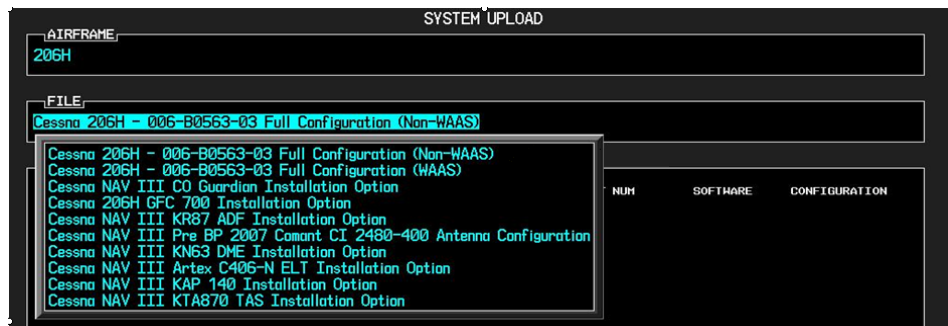 SYSTEM UPLOAD
AIRFRAME
206H
FILE
Cessna 206H - 006-B0563-03 Full Configuration (Non-WAAS)
Cessna 206H - 006-B0563-03 Full Configuration (Non-WAAS)
Cessna 206H - 006-B0563-03 Full Configuration (WAAS)
Cessna NAV III CO Guardian Installation Option
Cessna 206H GFC 700 Installation Option
Cessna NAV III KR87 ADF Installation Option
Cessna NAV III Pre BP 2007 Comant CI 2480-400 Antenna Configuration
Cessna NAV III KN63 DME Installation Option
Cessna NAV III Artex C406-N ELT Installation Option
Cessna NAV III KAP 140 Installation Option
Cessna NAV III KTA870 TAS Installation Option
NUM SOFTWARE CONFIGURATION